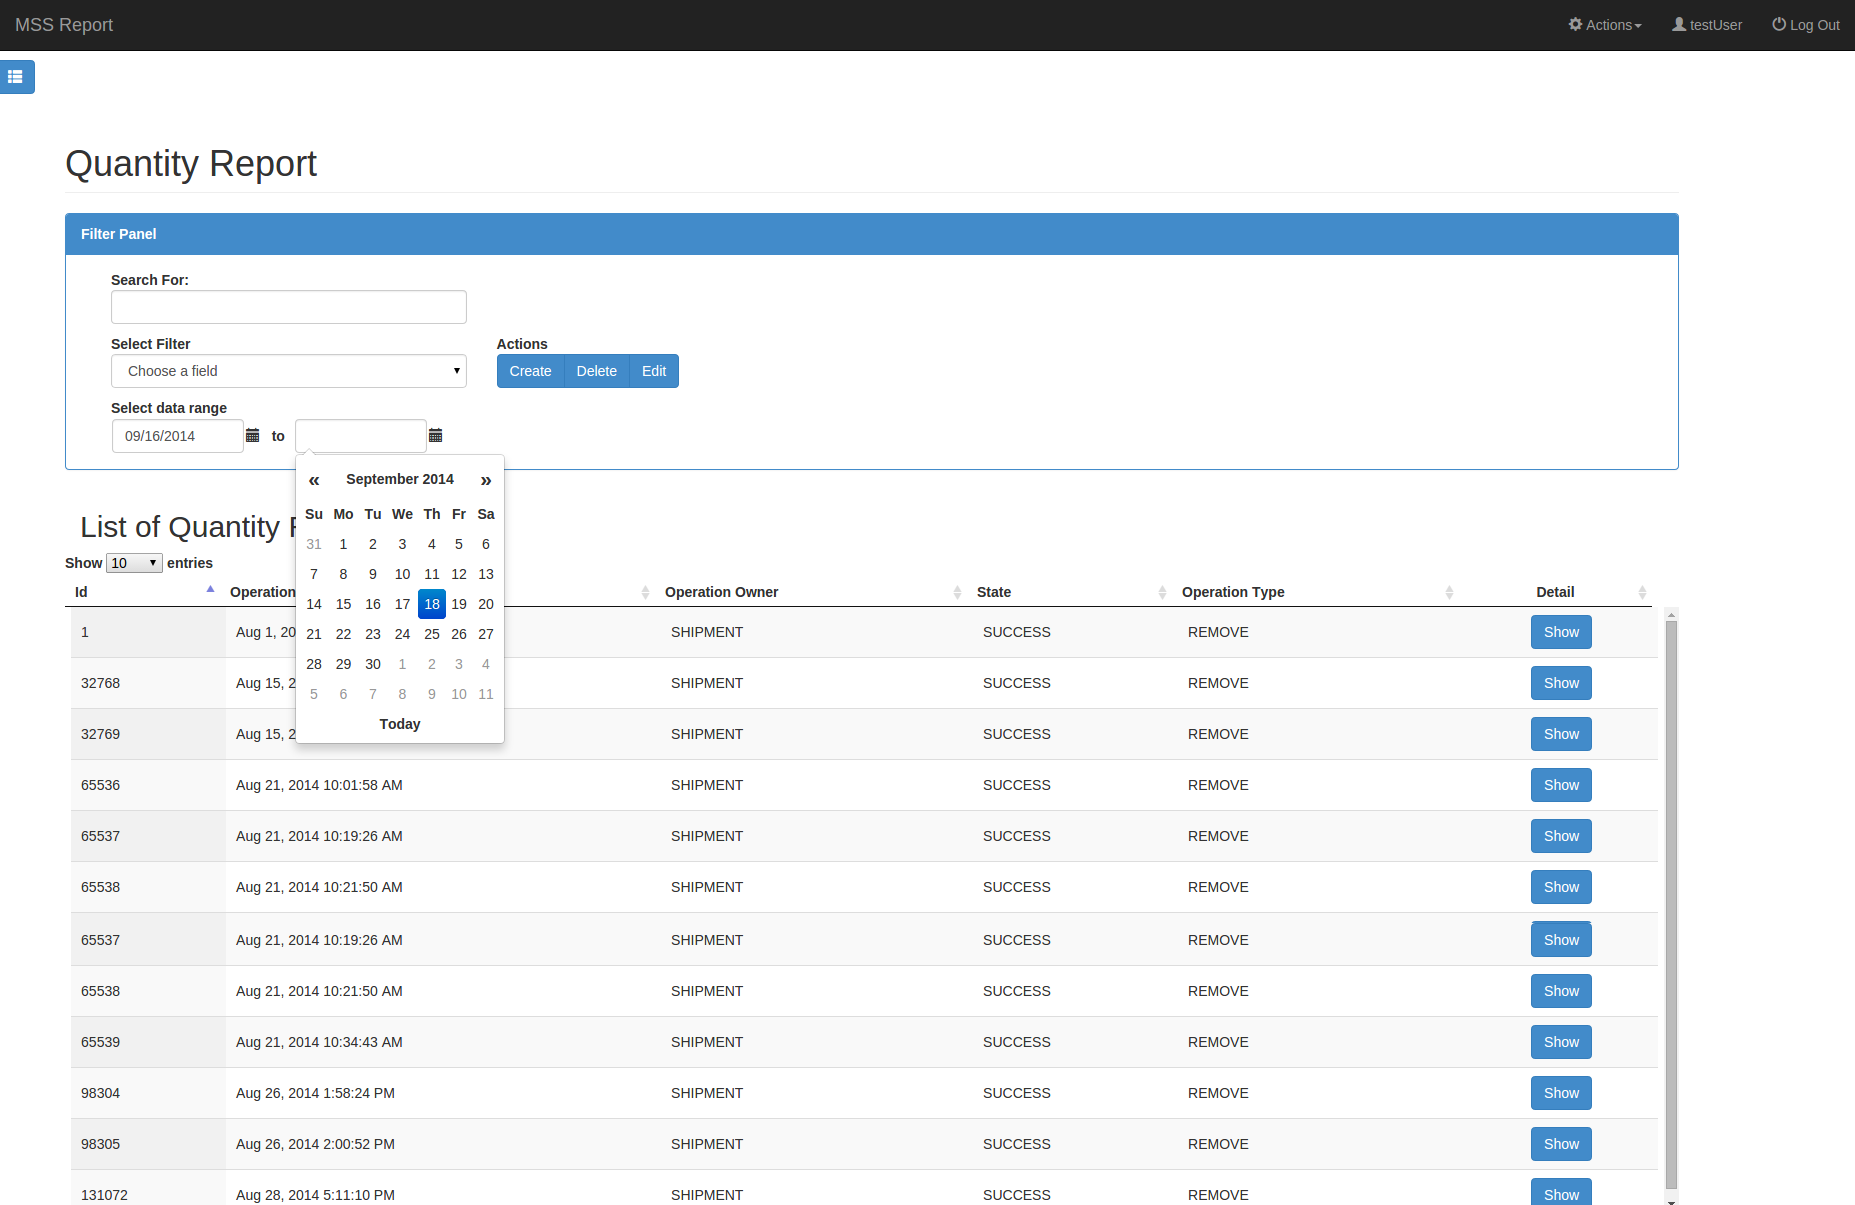 MSS Report Actions testUser Log Out
Quantity Report
Filter Panel
Search For:
Select Filter Actions
Choose a field Create Delete Edit
Select data range
09/16/2014 to
« September 2014 »
Su Mo Tu We Th Fr Sa
31 1 2 3 4 5 6
7 8 9 10 11 12 13
14 15 16 17 18 19 20
21 22 23 24 25 26 27
28 29 30 1 2 3 4
5 6 7 8 9 10 11
Today
List of Quantity
Show 10 entries
Id Operation Operation Owner State Operation Type Detail
1 Aug 1, 20 SHIPMENT SUCCESS REMOVE Show
32768 Aug 15, 2 SHIPMENT SUCCESS REMOVE Show
32769 Aug 15, 2 SHIPMENT SUCCESS REMOVE Show
65536 Aug 21, 2014 10:01:58 AM SHIPMENT SUCCESS REMOVE Show
65537 Aug 21, 2014 10:19:26 AM SHIPMENT SUCCESS REMOVE Show
65538 Aug 21, 2014 10:21:50 AM SHIPMENT SUCCESS REMOVE Show
65537 Aug 21, 2014 10:19:26 AM SHIPMENT SUCCESS REMOVE Show
65538 Aug 21, 2014 10:21:50 AM SHIPMENT SUCCESS REMOVE Show
65539 Aug 21, 2014 10:34:43 AM SHIPMENT SUCCESS REMOVE Show
98304 Aug 26, 2014 1:58:24 PM SHIPMENT SUCCESS REMOVE Show
98305 Aug 26, 2014 2:00:52 PM SHIPMENT SUCCESS REMOVE Show
131072 Aug 28, 2014 5:11:10 PM SHIPMENT SUCCESS REMOVE Show